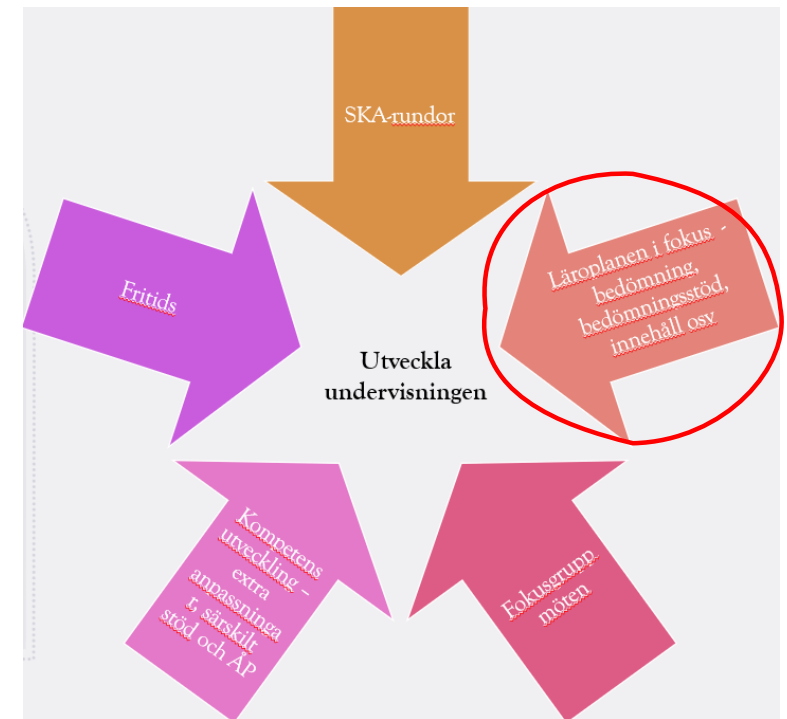 SKA-rundor
Läroplanen i fokus -
bedömning,
bedömningsstöd,
innehåll osv
Fritids
Utveckla
undervisningen
Kompetens
utveckling –
extra
anpassninga
r, särskilt
stöd och ÅP
Fokusgrupp
möten